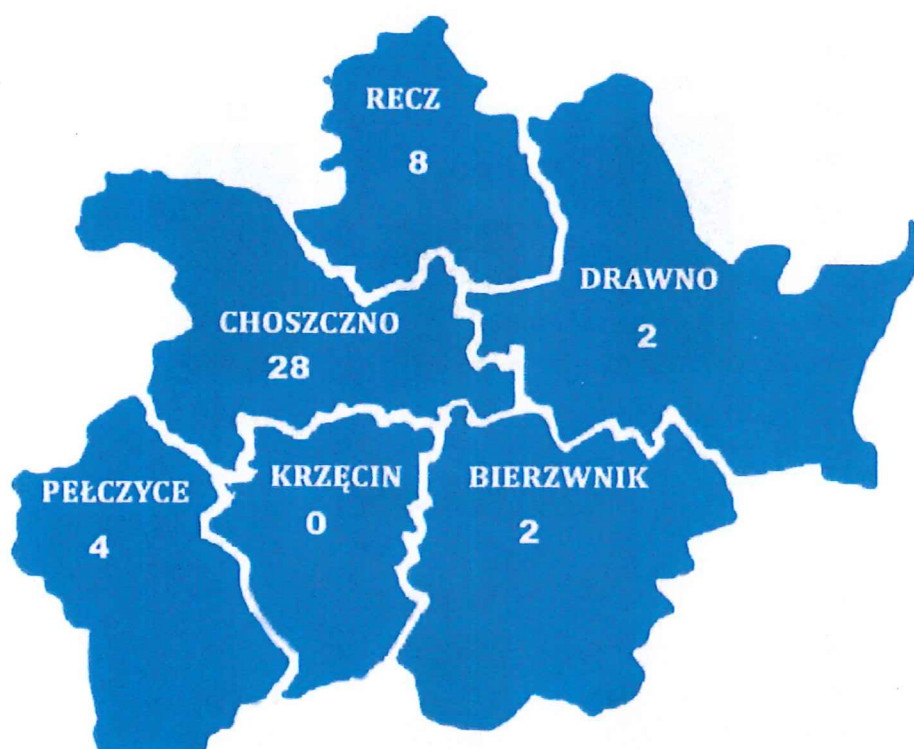 RECZ
8
DRAWNO
2
CHOSZCZNO
28
PEŁCZYCE
4
KRZĘCIN
0
BIERZWNIK
2